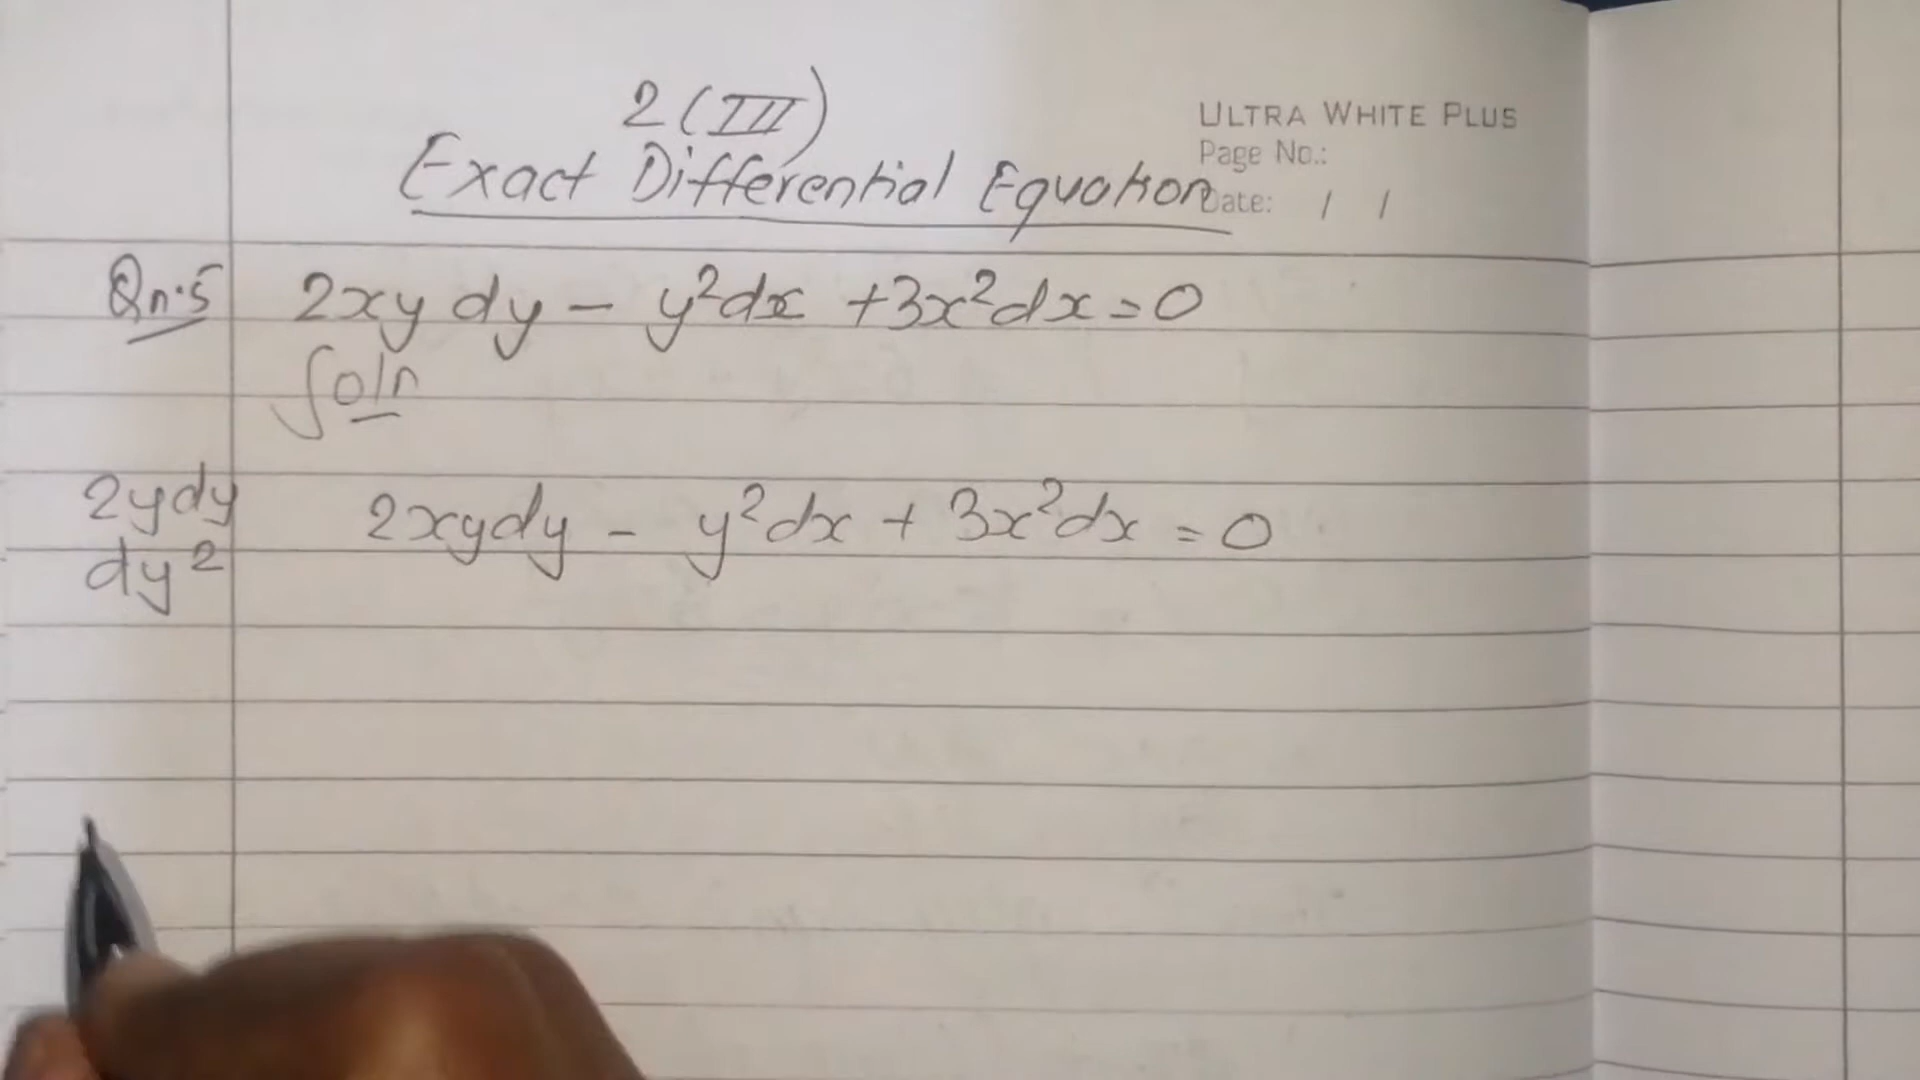 2(III)
ULTRA WHITE PLUS
Page No.:
Date: / /
Exact Differential Equation
Qn.5 2xy dy - y²dx + 3x²dx = 0
Soln
2ydy 2xydy - y²dx + 3x²dx = 0
dy²